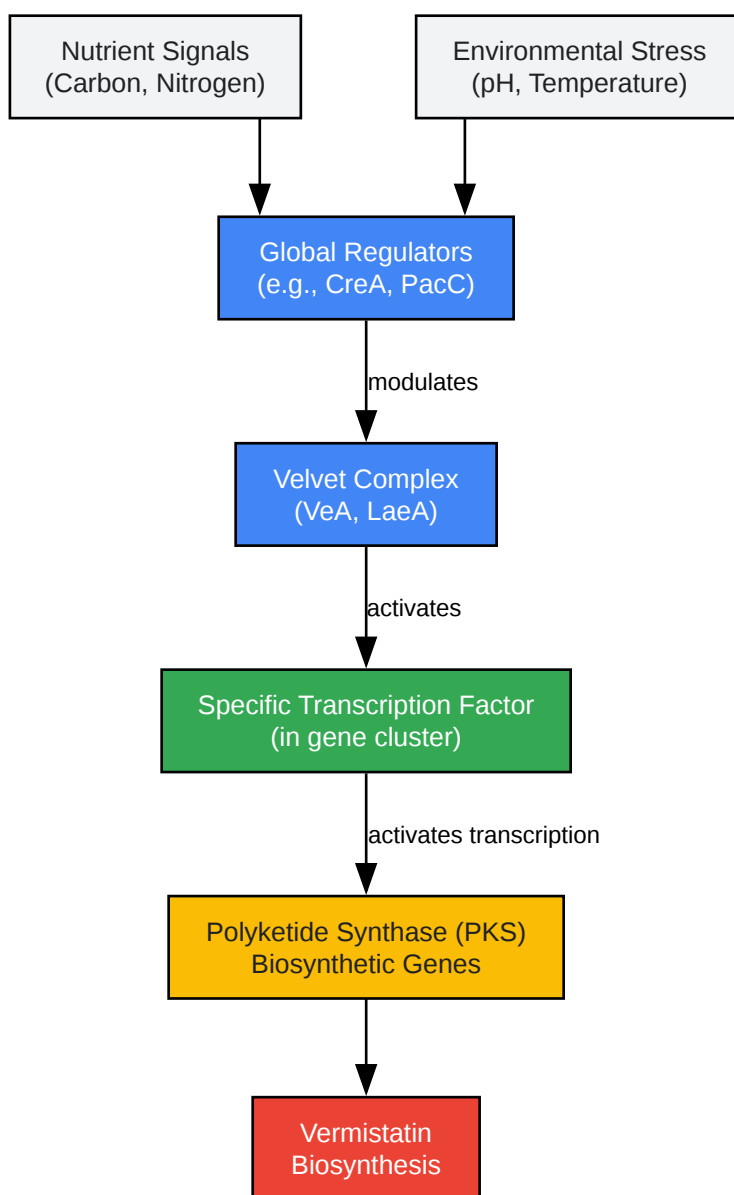 Nutrient Signals
(Carbon, Nitrogen)
Environmental Stress
(pH, Temperature)
Global Regulators
(e.g., CreA, PacC)
modulates
Velvet Complex
(VeA, LaeA)
activates
Specific Transcription Factor
(in gene cluster)
activates transcription
Polyketide Synthase (PKS)
Biosynthetic Genes
Vermistatin
Biosynthesis